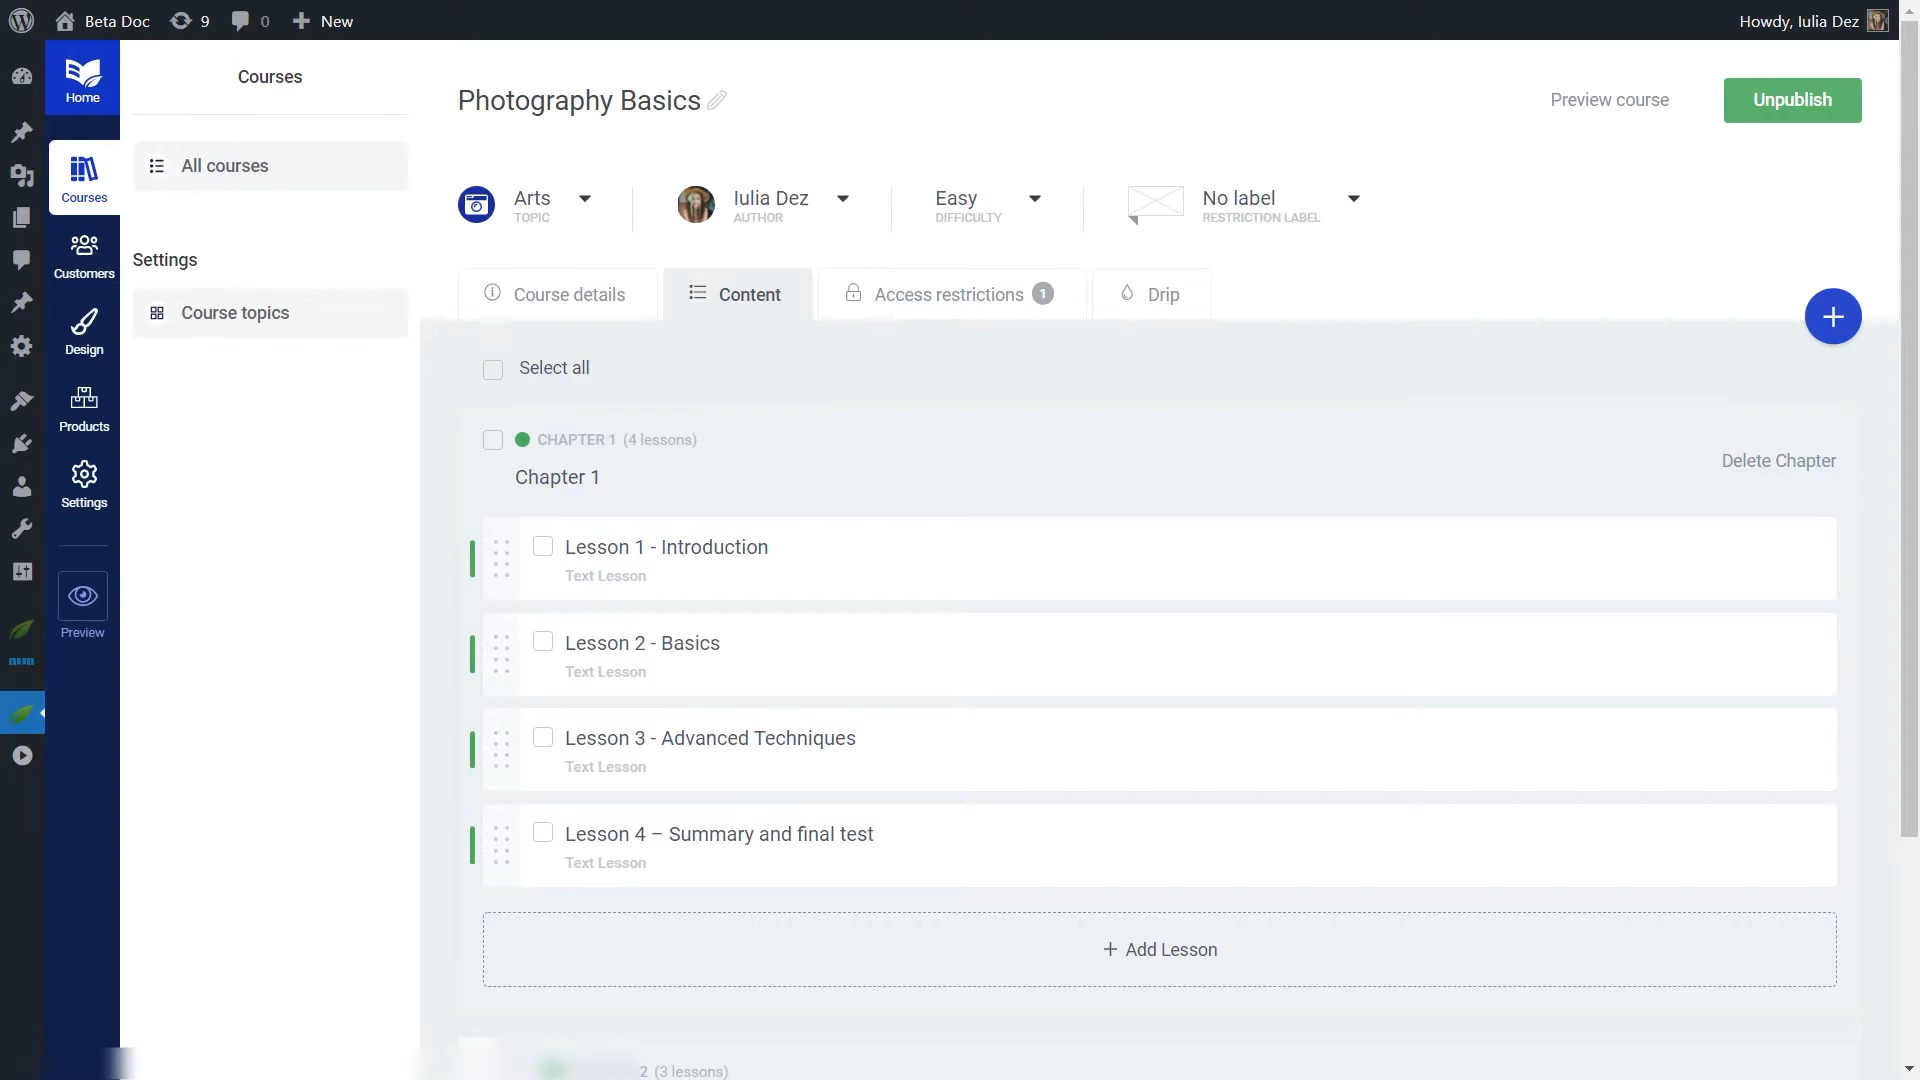 Beta Doc 9 0 New
Howdy, Iulia Dez
Home
Courses
Customers
Design
Products
Settings
Preview
Courses
All courses
Settings
Course topics
Photography Basics
Preview course
Unpublish
Arts
TOPIC
Iulia Dez
AUTHOR
Easy
DIFFICULTY
No label
RESTRICTION LABEL
Course details
Content
Access restrictions 1
Drip
Select all
CHAPTER 1 (4 lessons)
Chapter 1
Delete Chapter
Lesson 1 - Introduction
Text Lesson
Lesson 2 - Basics
Text Lesson
Lesson 3 - Advanced Techniques
Text Lesson
Lesson 4 – Summary and final test
Text Lesson
+ Add Lesson
2 (3 lessons)